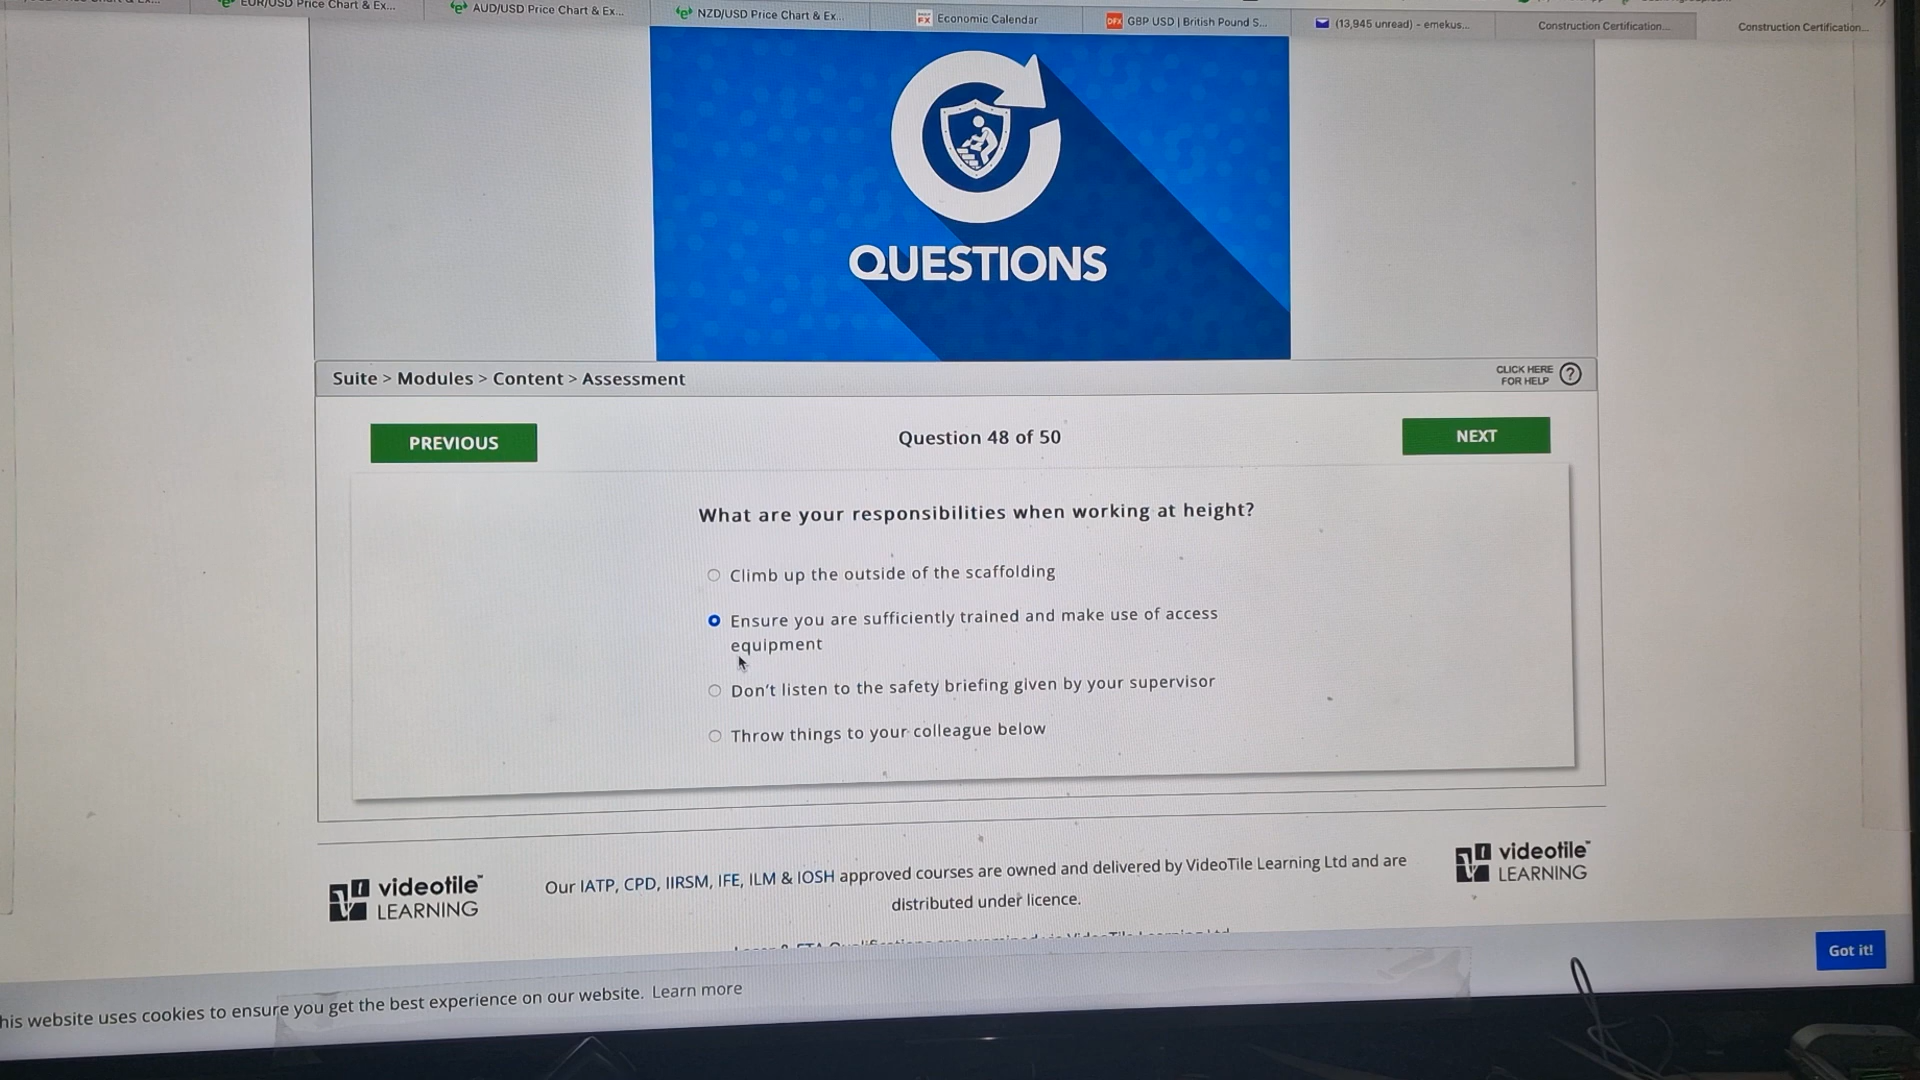 EUR/USD Price Chart & Ex...
AUD/USD Price Chart & Ex...
NZD/USD Price Chart & Ex...
FX Economic Calendar
DFX GBP USD | British Pound S...
(13,945 unread) - emekus...
Construction Certification...
Construction Certification...
QUESTIONS
Suite > Modules > Content > Assessment
CLICK HERE
FOR HELP ?
PREVIOUS
Question 48 of 50
NEXT
What are your responsibilities when working at height?
Climb up the outside of the scaffolding
Ensure you are sufficiently trained and make use of access
equipment
Don't listen to the safety briefing given by your supervisor
Throw things to your colleague below
videotile™
LEARNING
Our IATP, CPD, IIRSM, IFE, ILM & IOSH approved courses are owned and delivered by VideoTile Learning Ltd and are
distributed under licence.
videotile™
LEARNING
Got it!
his website uses cookies to ensure you get the best experience on our website. Learn more